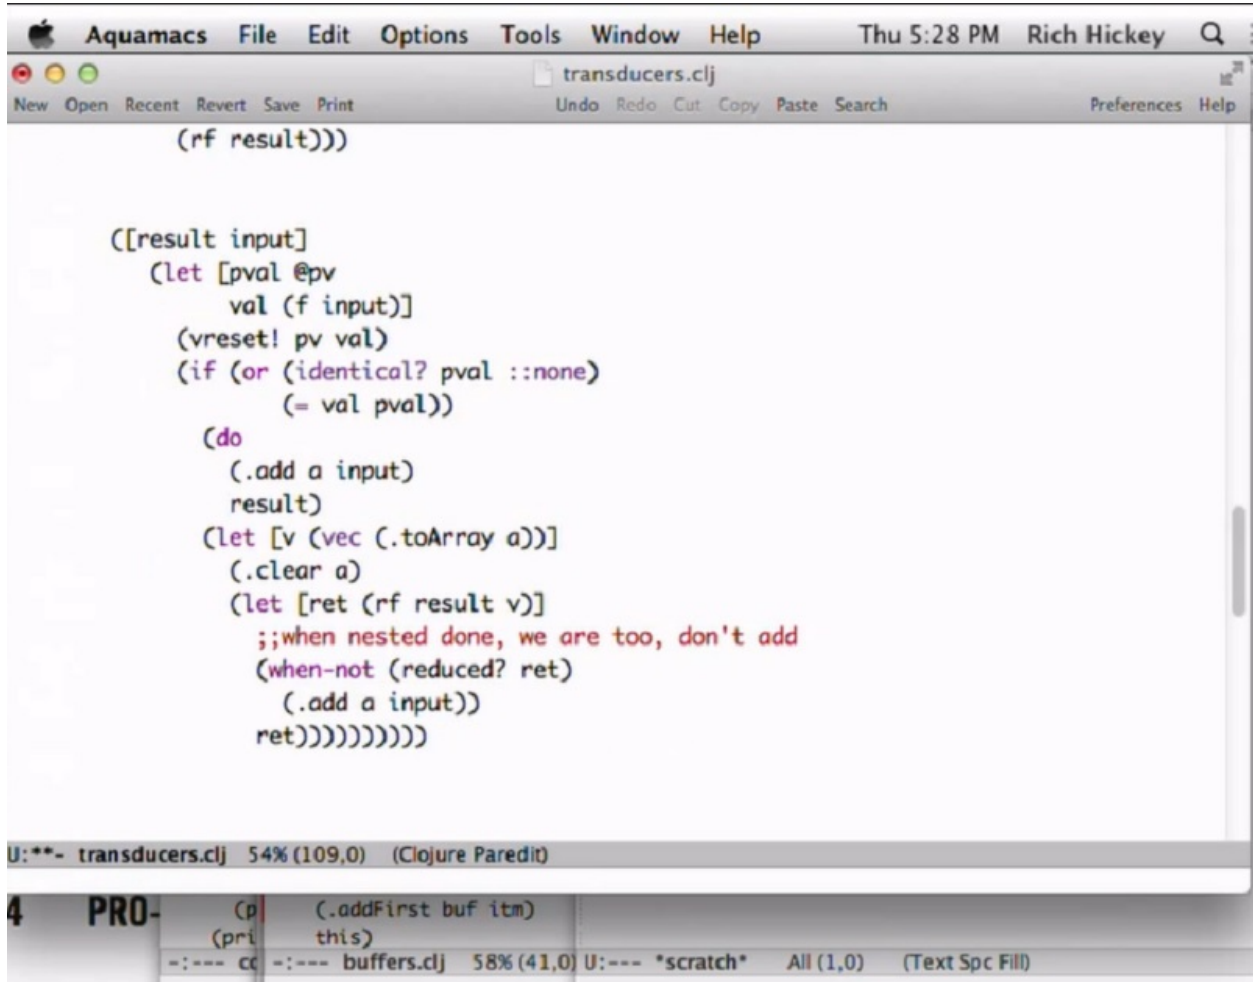 Aquamacs File Edit Options Tools Window Help Thu 5:28 PM Rich Hickey
transducers.clj
New Open Recent Revert Save Print Undo Redo Cut Copy Paste Search Preferences Help
(rf result)))
([result input]
(let [pval @pv
val (f input)]
(vreset! pv val)
(if (or (identical? pval ::none)
(= val pval))
(do
(.add a input)
result)
(let [v (vec (.toArray a))]
(.clear a)
(let [ret (rf result v)]
;;when nested done, we are too, don't add
(when-not (reduced? ret)
(.add a input))
ret))))))))))
U:**- transducers.clj 54% (109,0) (Clojure Paredit)
4 PRO- (p (.addFirst buf itm)
(pri this)
-:--- cc -:--- buffers.clj 58% (41,0) U:--- *scratch* All (1,0) (Text Spc Fill)